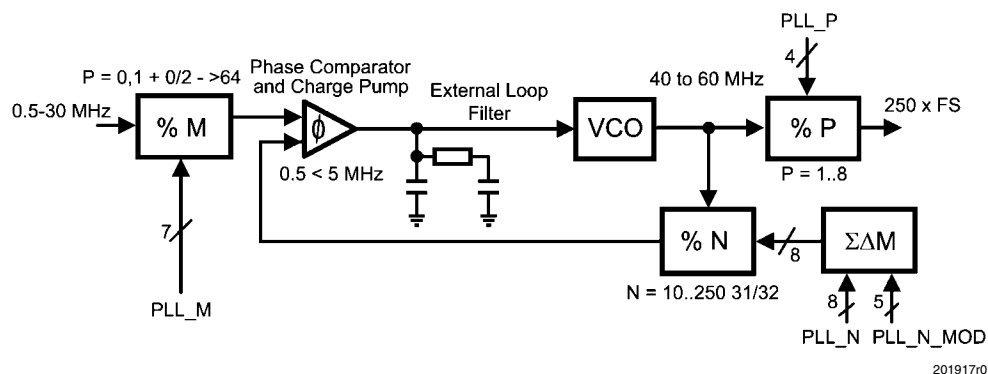 PLL_P
4
P = 0,1 + 0/2 - >64
Phase Comparator
and Charge Pump
External Loop
Filter
40 to 60 MHz
0.5-30 MHz
% M
ϕ
VCO
% P
250 x FS
0.5 < 5 MHz
P = 1..8
7
% N
8
ΣΔM
N = 10..250 31/32
8
5
PLL_M
PLL_N
PLL_N_MOD
201917r0